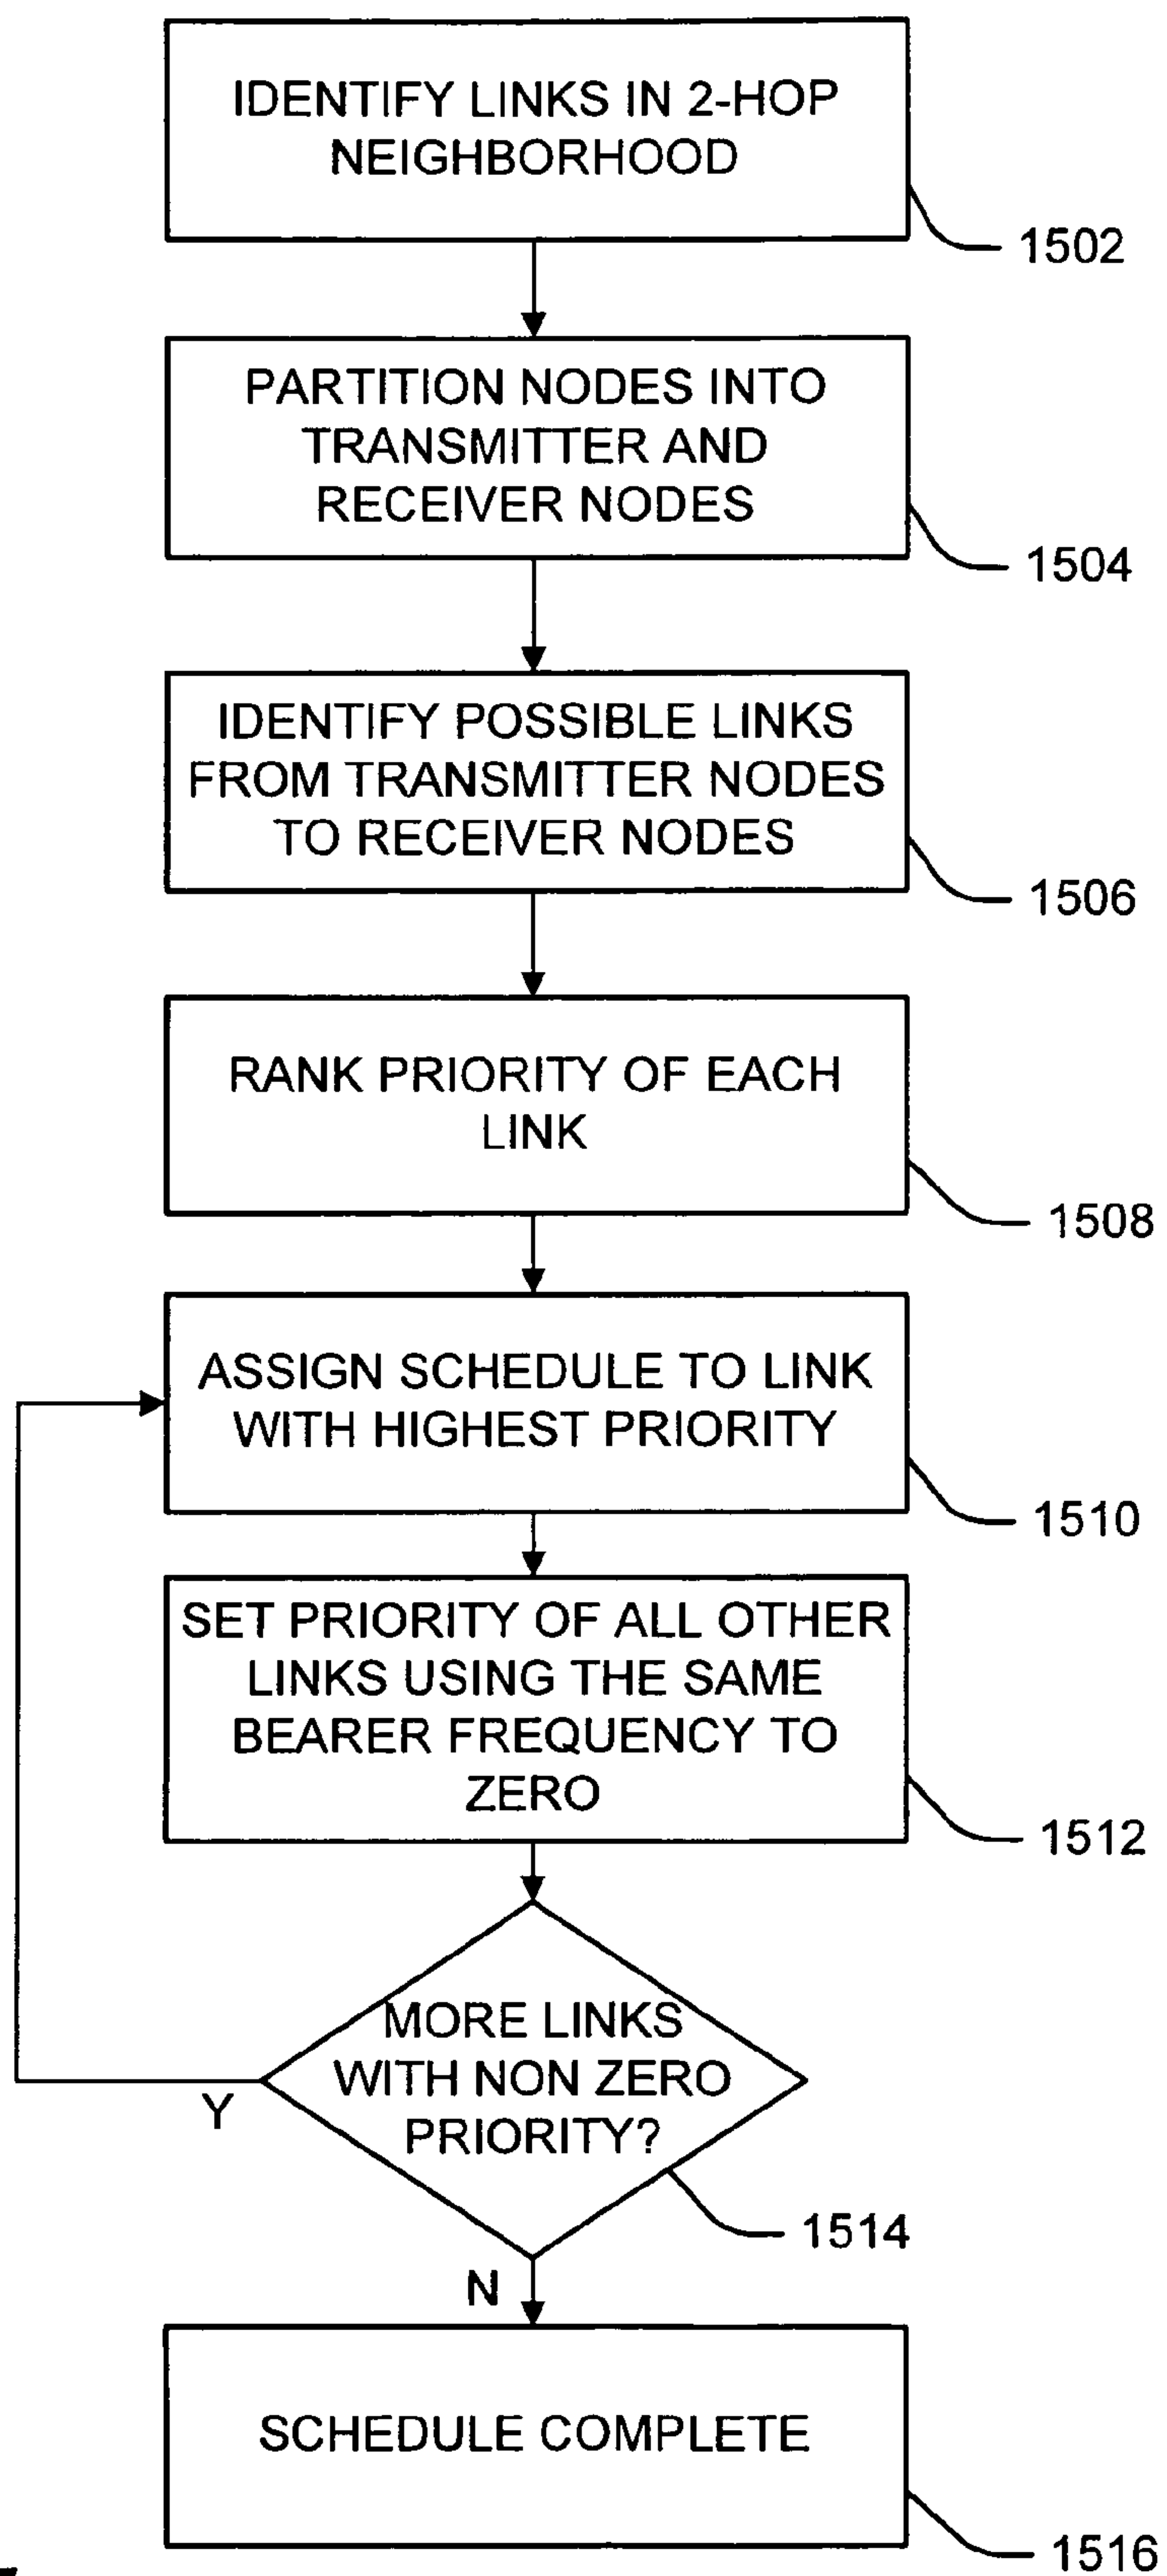 IDENTIFY LINKS IN 2-HOP
NEIGHBORHOOD
1502
PARTITION NODES INTO
TRANSMITTER AND
RECEIVER NODES
1504
IDENTIFY POSSIBLE LINKS
FROM TRANSMITTER NODES
TO RECEIVER NODES
1506
RANK PRIORITY OF EACH
LINK
1508
ASSIGN SCHEDULE TO LINK
WITH HIGHEST PRIORITY
1510
SET PRIORITY OF ALL OTHER
LINKS USING THE SAME
BEARER FREQUENCY TO
ZERO
1512
MORE LINKS
WITH NON ZERO
PRIORITY?
Y
1514
N
SCHEDULE COMPLETE
1516